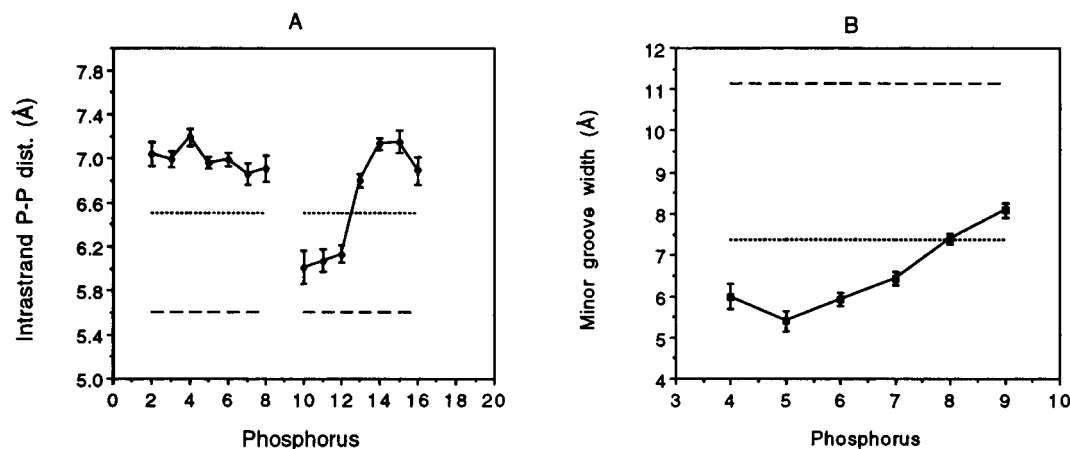 A
Intrastrand P-P dist. (Å)
7.8
7.4
7.0
6.6
6.2
5.8
5.4
5.0
0 2 4 6 8 10 12 14 16 18 20
Phosphorus
B
Minor groove width (Å)
12
11
10
9
8
7
6
5
4
3 4 5 6 7 8 9 10
Phosphorus